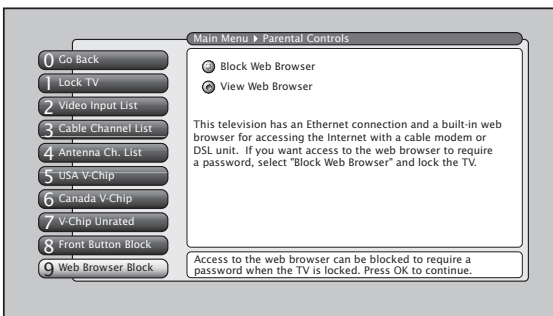 Main Menu ▶ Parental Controls
0 Go Back
1 Lock TV
2 Video Input List
3 Cable Channel List
4 Antenna Ch. List
5 USA V-Chip
6 Canada V-Chip
7 V-Chip Unrated
8 Front Button Block
9 Web Browser Block
Block Web Browser
View Web Browser
This television has an Ethernet connection and a built-in web
browser for accessing the Internet with a cable modem or
DSL unit. If you want access to the web browser to require
a password, select "Block Web Browser" and lock the TV.
Access to the web browser can be blocked to require a
password when the TV is locked. Press OK to continue.